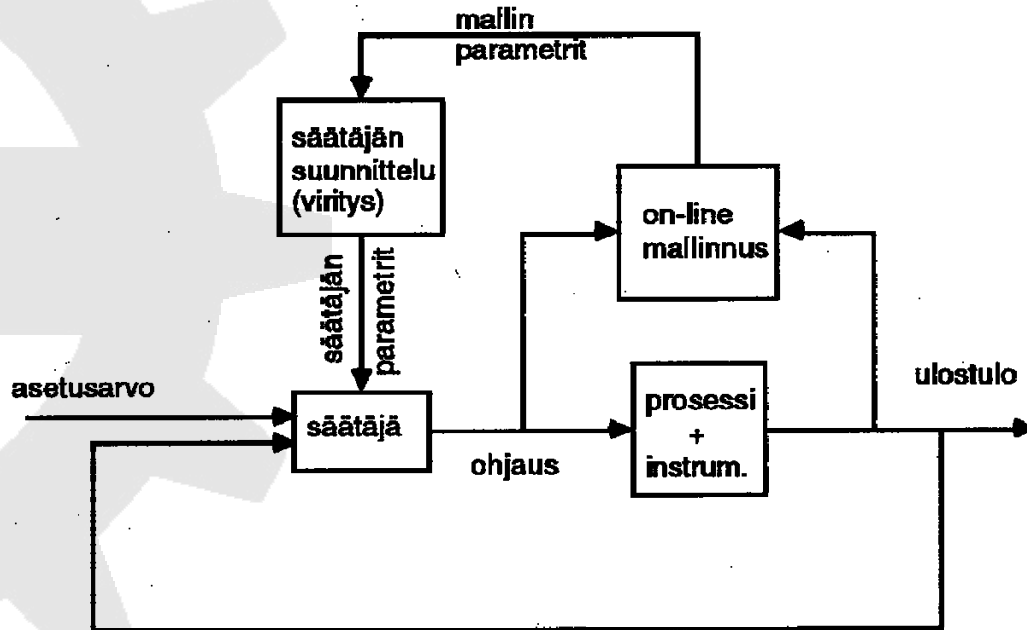 mallin
parametrit
säätäjän
suunnittelu
(viritys)
on-line
mallinnus
säätäjän
parametrit
asetusarvo
säätäjä
ohjaus
prosessi
+
instrum.
ulostulo